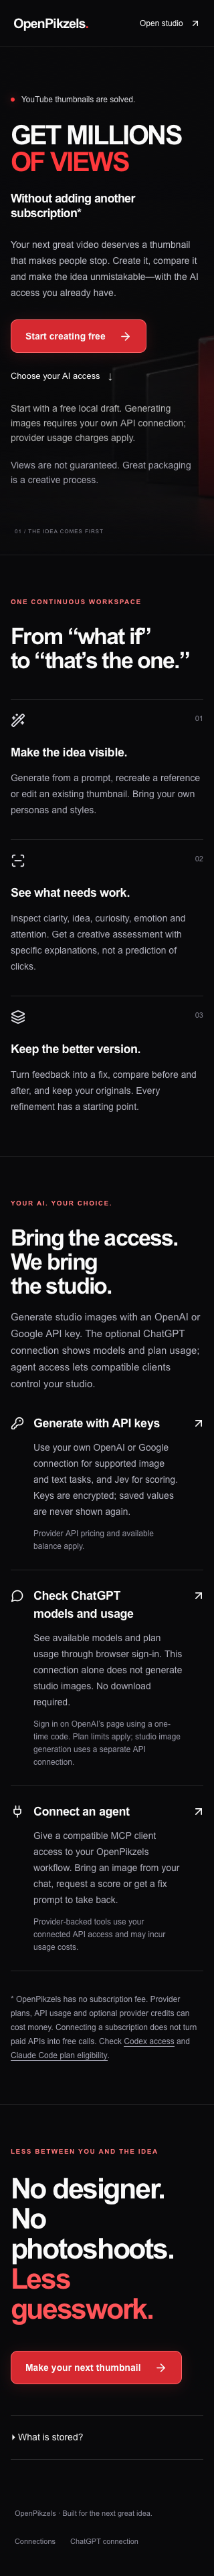 OpenPikzels.
Open studio
YouTube thumbnails are solved.
GET MILLIONS
OF VIEWS
Without adding another
subscription*
Your next great video deserves a thumbnail
that makes people stop. Create it, compare it
and make the idea unmistakable—with the AI
access you already have.
Start creating free
Choose your AI access ↓
Start with a free local draft. Generating
images requires your own API connection;
provider usage charges apply.
Views are not guaranteed. Great packaging
is a creative process.
01 / THE IDEA COMES FIRST
ONE CONTINUOUS WORKSPACE
From “what if”
to “that’s the one.”
01
Make the idea visible.
Generate from a prompt, recreate a reference
or edit an existing thumbnail. Bring your own
personas and styles.
02
See what needs work.
Inspect clarity, idea, curiosity, emotion and
attention. Get a creative assessment with
specific explanations, not a prediction of
clicks.
03
Keep the better version.
Turn feedback into a fix, compare before and
after, and keep your originals. Every
refinement has a starting point.
YOUR AI. YOUR CHOICE.
Bring the access.
We bring
the studio.
Generate studio images with an OpenAI or
Google API key. The optional ChatGPT
connection shows models and plan usage;
agent access lets compatible clients
control your studio.
Generate with API keys
Use your own OpenAI or Google
connection for supported image
and text tasks, and Jev for scoring.
Keys are encrypted; saved values
are never shown again.
Provider API pricing and available
balance apply.
Check ChatGPT
models and usage
See available models and plan
usage through browser sign-in. This
connection alone does not generate
studio images. No download
required.
Sign in on OpenAI’s page using a one-
time code. Plan limits apply; studio image
generation uses a separate API
connection.
Connect an agent
Give a compatible MCP client
access to your OpenPikzels
workflow. Bring an image from your
chat, request a score or get a fix
prompt to take back.
Provider-backed tools use your
connected API access and may incur
usage costs.
* OpenPikzels has no subscription fee. Provider
plans, API usage and optional provider credits can
cost money. Connecting a subscription does not turn
paid APIs into free calls. Check Codex access and
Claude Code plan eligibility.
LESS BETWEEN YOU AND THE IDEA
No designer.
No
photoshoots.
Less
guesswork.
Make your next thumbnail
What is stored?
OpenPikzels · Built for the next great idea.
Connections ChatGPT connection